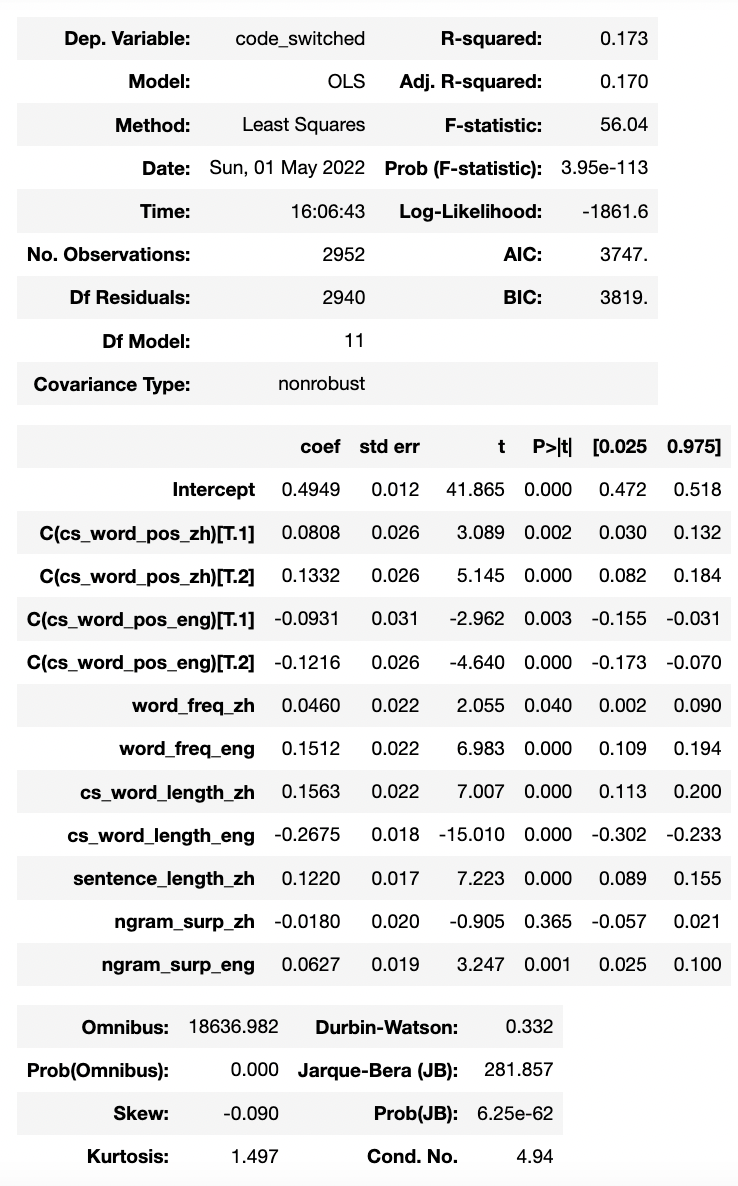 Dep. Variable: code_switched R-squared: 0.173
Model: OLS Adj. R-squared: 0.170
Method: Least Squares F-statistic: 56.04
Date: Sun, 01 May 2022 Prob (F-statistic): 3.95e-113
Time: 16:06:43 Log-Likelihood: -1861.6
No. Observations: 2952 AIC: 3747.
Df Residuals: 2940 BIC: 3819.
Df Model: 11
Covariance Type: nonrobust
coef std err t P>|t| [0.025 0.975]
Intercept 0.4949 0.012 41.865 0.000 0.472 0.518
C(cs_word_pos_zh)[T.1] 0.0808 0.026 3.089 0.002 0.030 0.132
C(cs_word_pos_zh)[T.2] 0.1332 0.026 5.145 0.000 0.082 0.184
C(cs_word_pos_eng)[T.1] -0.0931 0.031 -2.962 0.003 -0.155 -0.031
C(cs_word_pos_eng)[T.2] -0.1216 0.026 -4.640 0.000 -0.173 -0.070
word_freq_zh 0.0460 0.022 2.055 0.040 0.002 0.090
word_freq_eng 0.1512 0.022 6.983 0.000 0.109 0.194
cs_word_length_zh 0.1563 0.022 7.007 0.000 0.113 0.200
cs_word_length_eng -0.2675 0.018 -15.010 0.000 -0.302 -0.233
sentence_length_zh 0.1220 0.017 7.223 0.000 0.089 0.155
ngram_surp_zh -0.0180 0.020 -0.905 0.365 -0.057 0.021
ngram_surp_eng 0.0627 0.019 3.247 0.001 0.025 0.100
Omnibus: 18636.982 Durbin-Watson: 0.332
Prob(Omnibus): 0.000 Jarque-Bera (JB): 281.857
Skew: -0.090 Prob(JB): 6.25e-62
Kurtosis: 1.497 Cond. No. 4.94